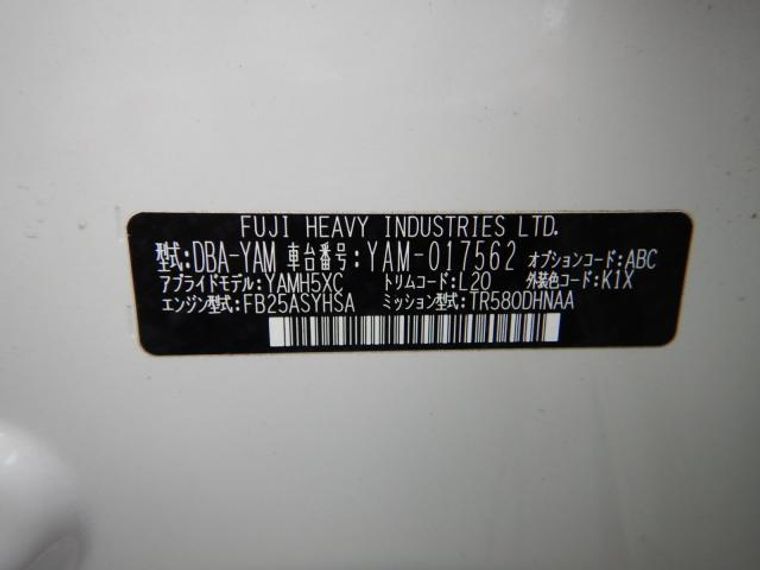 FUJI HEAVY INDUSTRIES LTD.
型式:DBA-YAM 車台番号:YAM-017562 オプションコード:ABC
アプライドモデル:YAMH5XC トリムコード:L20 外装色コード:K1X
エンジン型式:FB25ASYHSA ミッション型式:TR580DHNAA